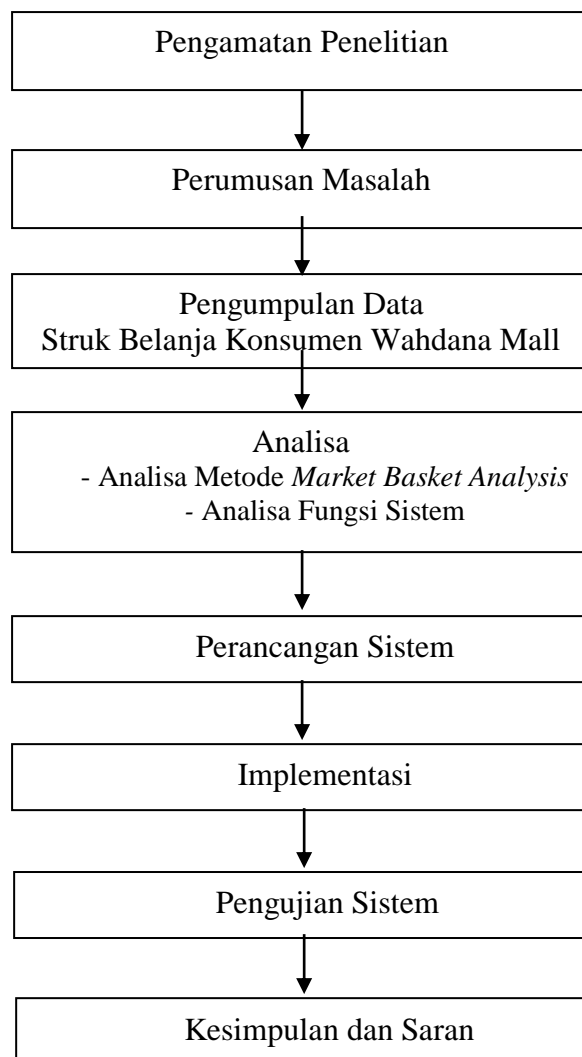 Pengamatan Penelitian
Perumusan Masalah
Pengumpulan Data
Struk Belanja Konsumen Wahdana Mall
Analisa
- Analisa Metode Market Basket Analysis
- Analisa Fungsi Sistem
Perancangan Sistem
Implementasi
Pengujian Sistem
Kesimpulan dan Saran